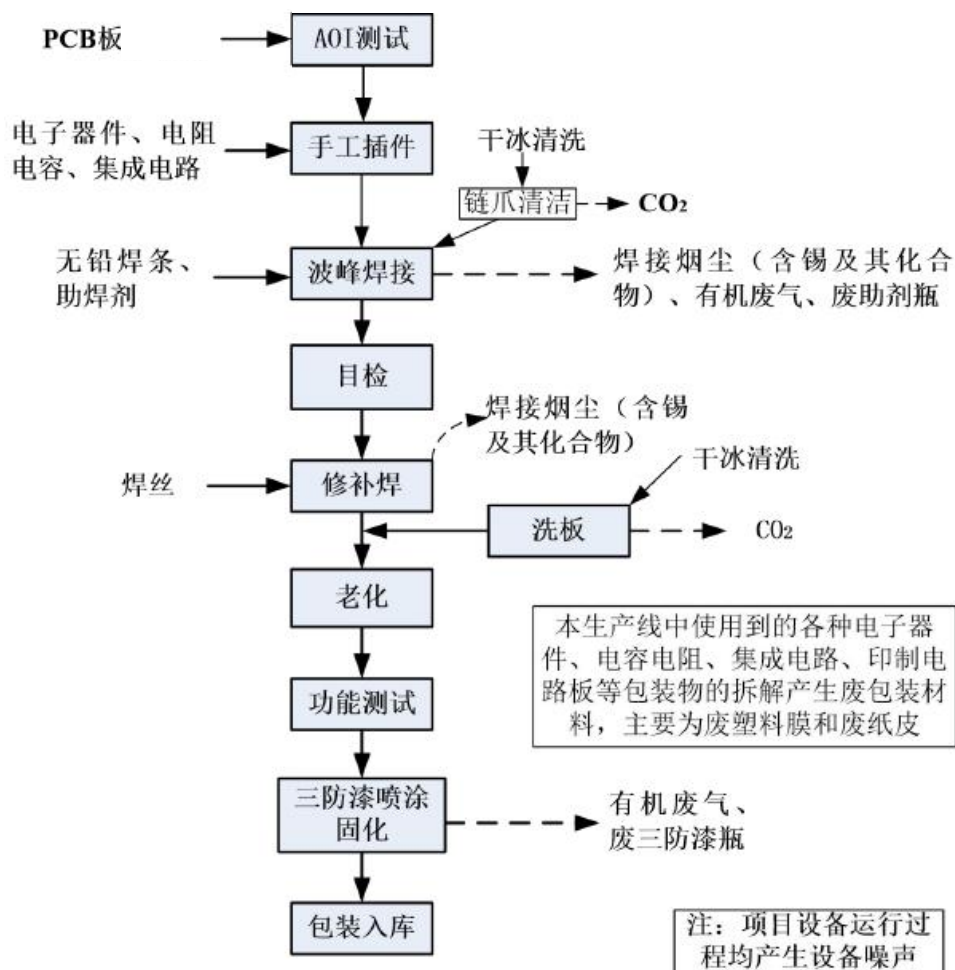 PCB板
AOI测试
电子器件、电阻
电容、集成电路
手工插件
干冰清洗
链爪清洁
CO₂
无铅焊条、
助焊剂
波峰焊接
焊接烟尘（含锡及其化合
物）、有机废气、废助剂瓶
目检
焊接烟尘（含锡
及其化合物）
焊丝
修补焊
干冰清洗
洗板
CO₂
老化
本生产线中使用到的各种电子器
件、电容电阻、集成电路、印制电
路板等包装物的拆解产生废包装材
料，主要为废塑料膜和废纸皮
功能测试
三防漆喷涂
固化
有机废气、
废三防漆瓶
包装入库
注：项目设备运行过
程均产生设备噪声